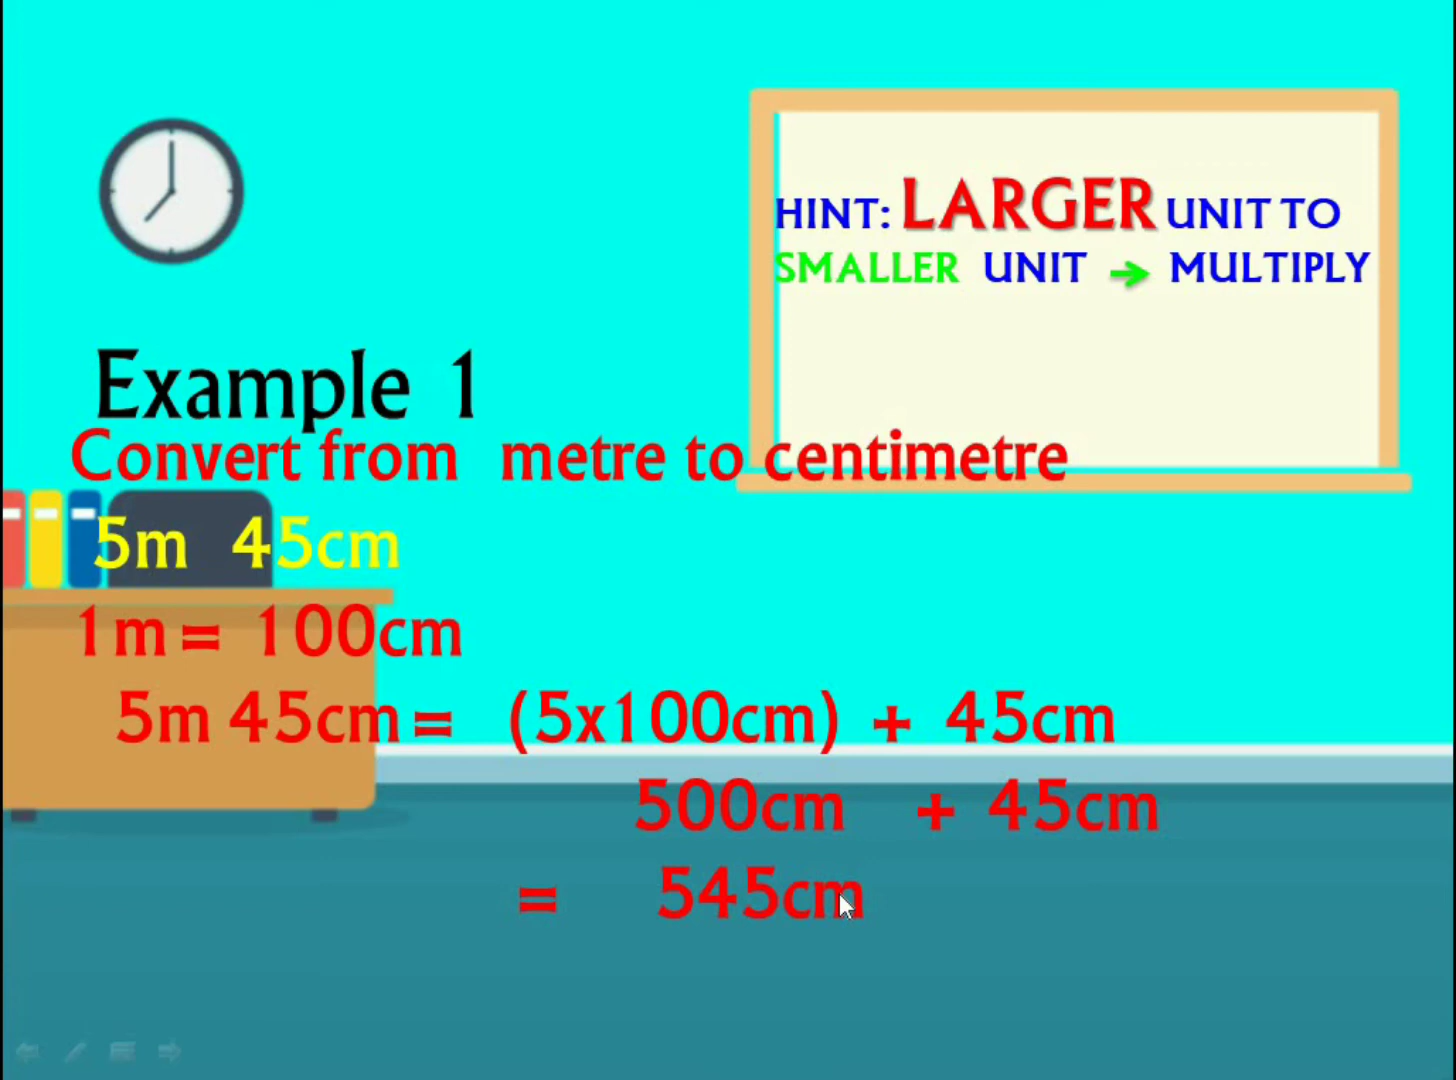 HINT: LARGER UNIT TO
SMALLER UNIT → MULTIPLY
Example 1
Convert from metre to centimetre
5m 45cm
1m = 100cm
5m 45cm = (5x100cm) + 45cm
500cm + 45cm
= 545cm